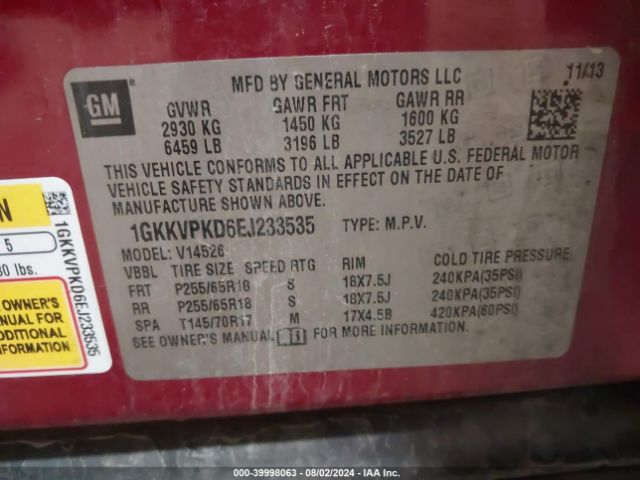 MFD BY GENERAL MOTORS LLC
11/13
GM
GVWR GAWR FRT GAWR RR
2930 KG 1450 KG 1600 KG
6459 LB 3196 LB 3527 LB
THIS VEHICLE CONFORMS TO ALL APPLICABLE U.S. FEDERAL MOTOR
VEHICLE SAFETY STANDARDS IN EFFECT ON THE DATE OF
MANUFACTURE SHOWN ABOVE.
1GKKVPKD6EJ233535 TYPE: M.P.V.
MODEL: V14526
VBBL TIRE SIZE SPEED RTG RIM COLD TIRE PRESSURE
FRT P255/65R18 S 18X7.5J 240KPA(35PSI)
RR P255/65R18 S 18X7.5J 240KPA(35PSI)
SPA T145/70R17 M 17X4.5B 420KPA(60PSI)
SEE OWNER'S MANUAL i FOR MORE INFORMATION.
N
5
30 lbs.
OWNER'S
MANUAL FOR
ADDITIONAL
INFORMATION
1GKKVPKD6EJ233535
000-39998063 - 08/02/2024 - IAA Inc.